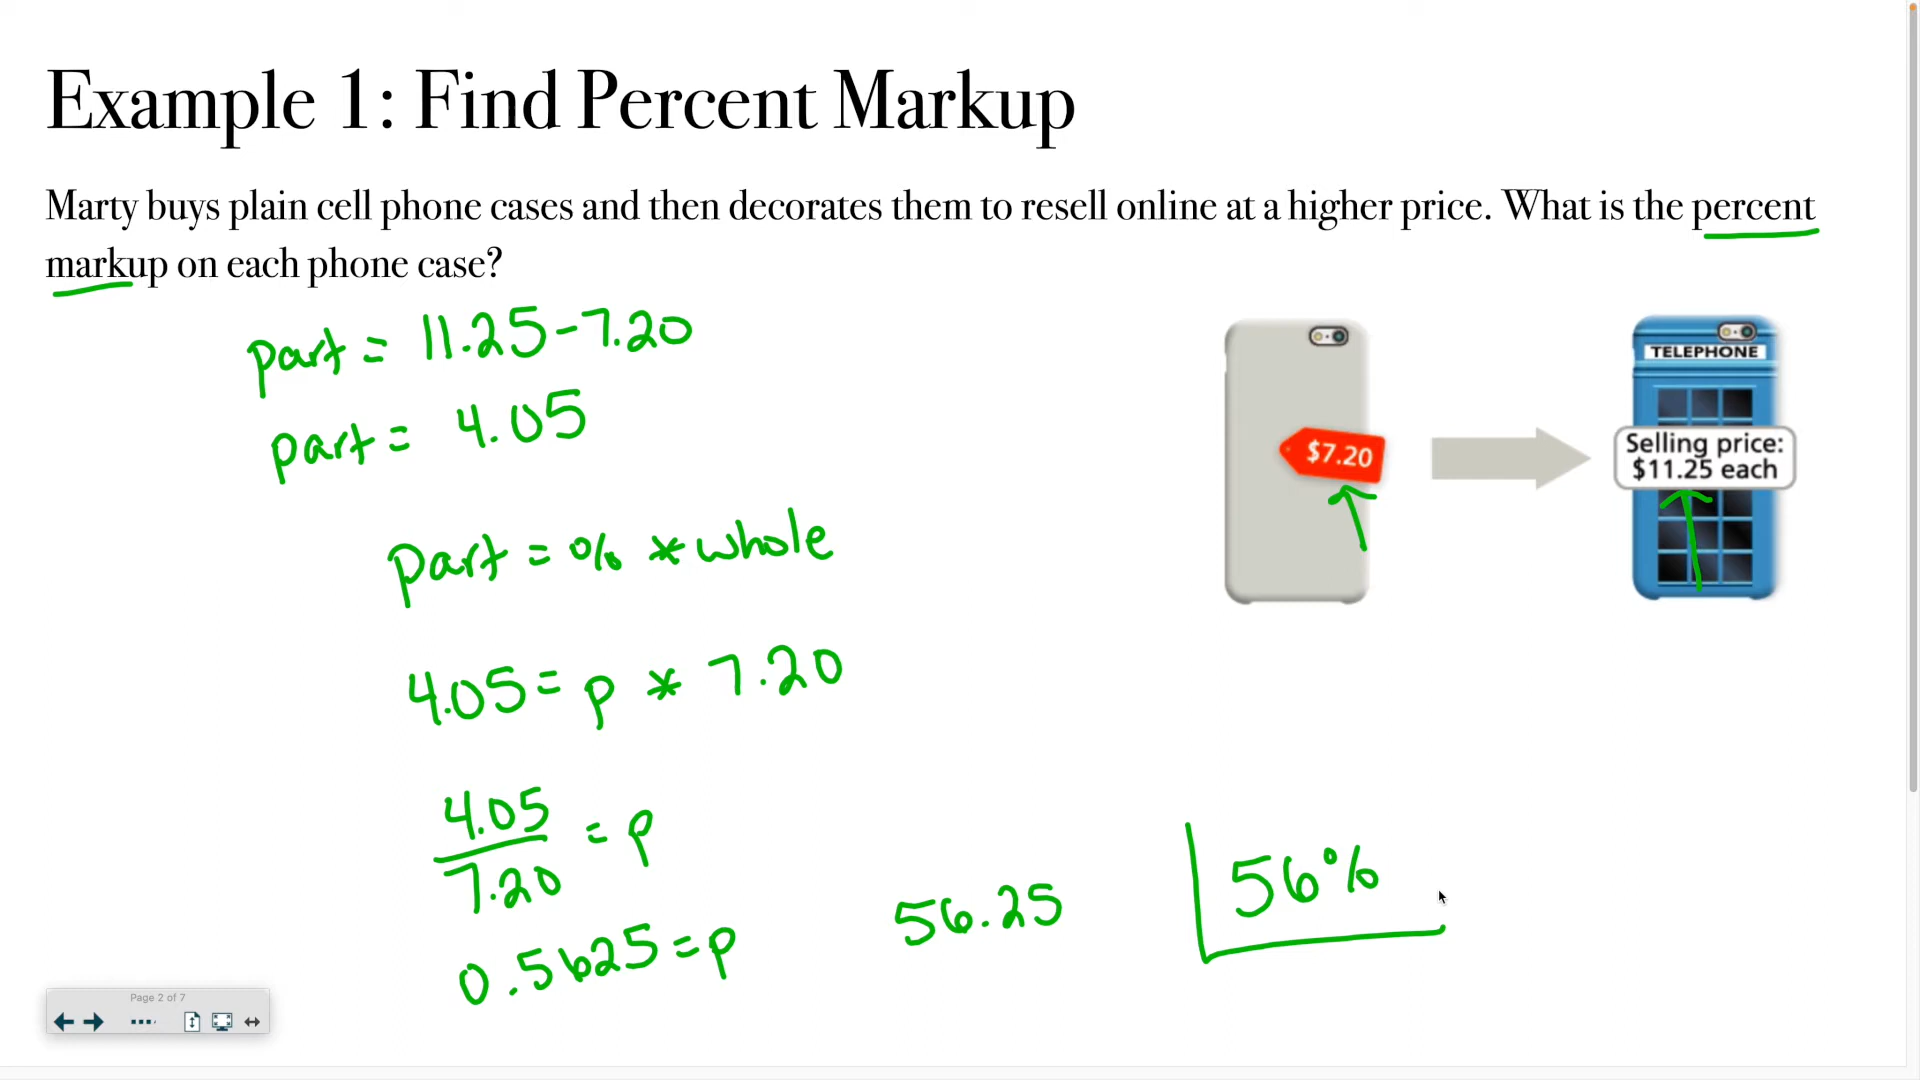 Example 1: Find Percent Markup
Marty buys plain cell phone cases and then decorates them to resell online at a higher price. What is the percent
markup on each phone case?
part = 11.25-7.20
part = 4.05
part = % * whole
4.05 = p * 7.20
4.05
7.20
= p
0.5625 = p
56.25
56%
$7.20
TELEPHONE
Selling price:
$11.25 each
Page 2 of 7